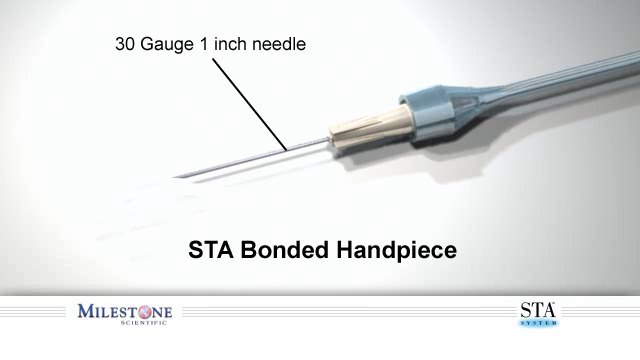 30 Gauge 1 inch needle
STA Bonded Handpiece
MILESTONE
SCIENTIFIC
STA
SYSTEM